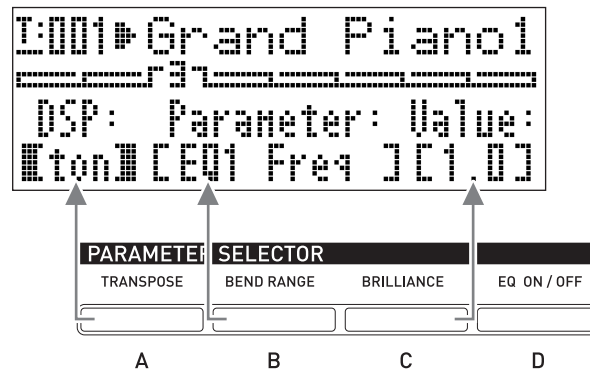 I:001▶Grand Piano1
3
DSP: Parameter: Value:
[ton] [EQ1 Freq ][1.0]
PARAMETER SELECTOR
TRANSPOSE BEND RANGE BRILLIANCE EQ ON / OFF
A B C D